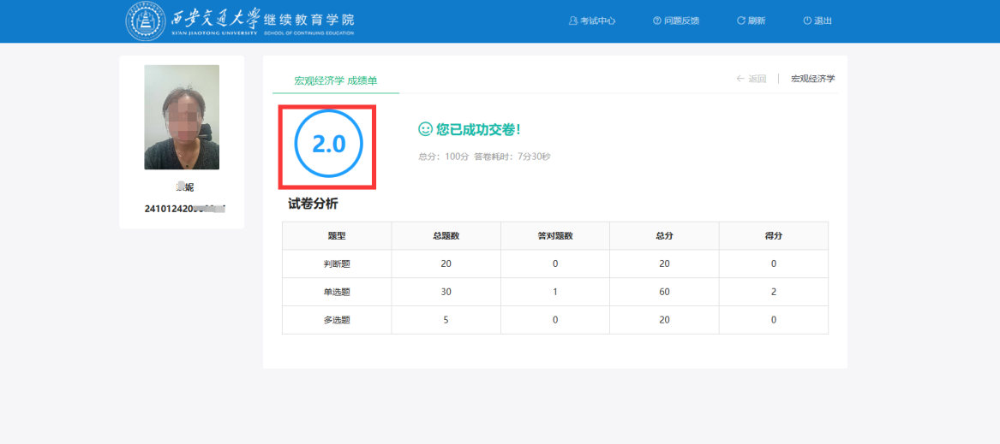 西安交通大学 继续教育学院
XI'AN JIAOTONG UNIVERSITY SCHOOL OF CONTINUING EDUCATION
考试中心 问题反馈 刷新 退出
妮
241012420
宏观经济学 成绩单
← 返回 宏观经济学
2.0
您已成功交卷!
总分：100分 答卷耗时：7分30秒
试卷分析
题型 总题数 答对题数 总分 得分
判断题 20 0 20 0
单选题 30 1 60 2
多选题 5 0 20 0